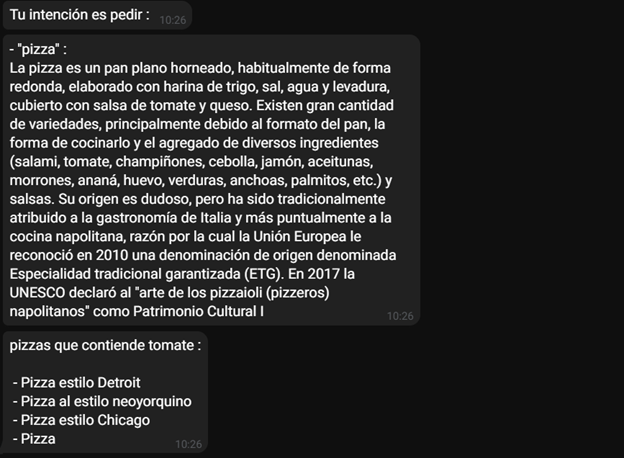 Tu intención es pedir :
10:26
- "pizza" :
La pizza es un pan plano horneado, habitualmente de forma
redonda, elaborado con harina de trigo, sal, agua y levadura,
cubierto con salsa de tomate y queso. Existen gran cantidad
de variedades, principalmente debido al formato del pan, la
forma de cocinarlo y el agregado de diversos ingredientes
(salami, tomate, champiñones, cebolla, jamón, aceitunas,
morrones, ananá, huevo, verduras, anchoas, palmitos, etc.) y
salsas. Su origen es dudoso, pero ha sido tradicionalmente
atribuido a la gastronomía de Italia y más puntualmente a la
cocina napolitana, razón por la cual la Unión Europea le
reconoció en 2010 una denominación de origen denominada
Especialidad tradicional garantizada (ETG). En 2017 la
UNESCO declaró al "arte de los pizzaioli (pizzeros)
napolitanos" como Patrimonio Cultural I
10:26
pizzas que contiende tomate :
- Pizza estilo Detroit
- Pizza al estilo neoyorquino
- Pizza estilo Chicago
- Pizza
10:26